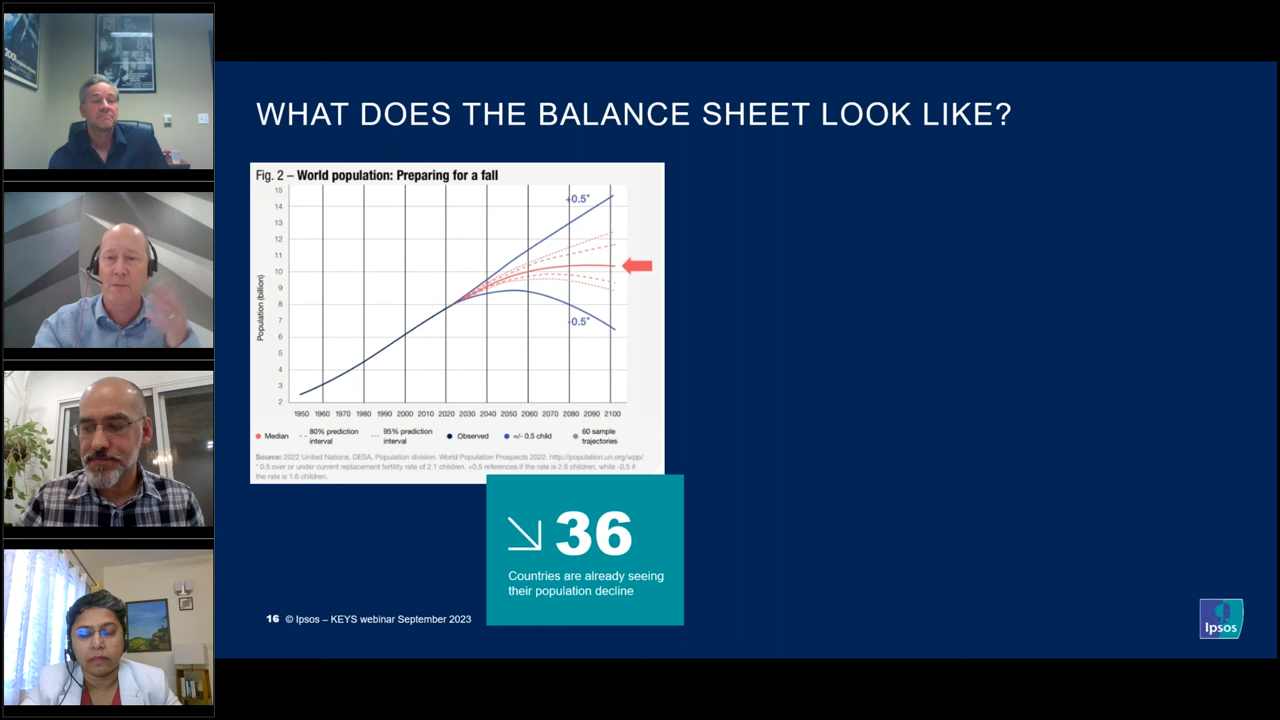 WHAT DOES THE BALANCE SHEET LOOK LIKE?
Fig. 2 – World population: Preparing for a fall
15
14
13
12
11
10
9
8
7
6
5
4
3
2
Population (billion)
+0.5*
-0.5*
1950 1960 1970 1980 1990 2000 2010 2020 2030 2040 2050 2060 2070 2080 2090 2100
Median
80% prediction
interval
95% prediction
interval
Observed
+/- 0.5 child
60 sample
trajectories
Source: 2022 United Nations, DESA, Population division. World Population Prospects 2022. http://population.un.org/wpp/
* 0.5 over or under current replacement fertility rate of 2.1 children. +0.5 references if the rate is 2.6 children, while -0.5 if
the rate is 1.6 children.
36
Countries are already seeing
their population decline
16 © Ipsos – KEYS webinar September 2023
Ipsos